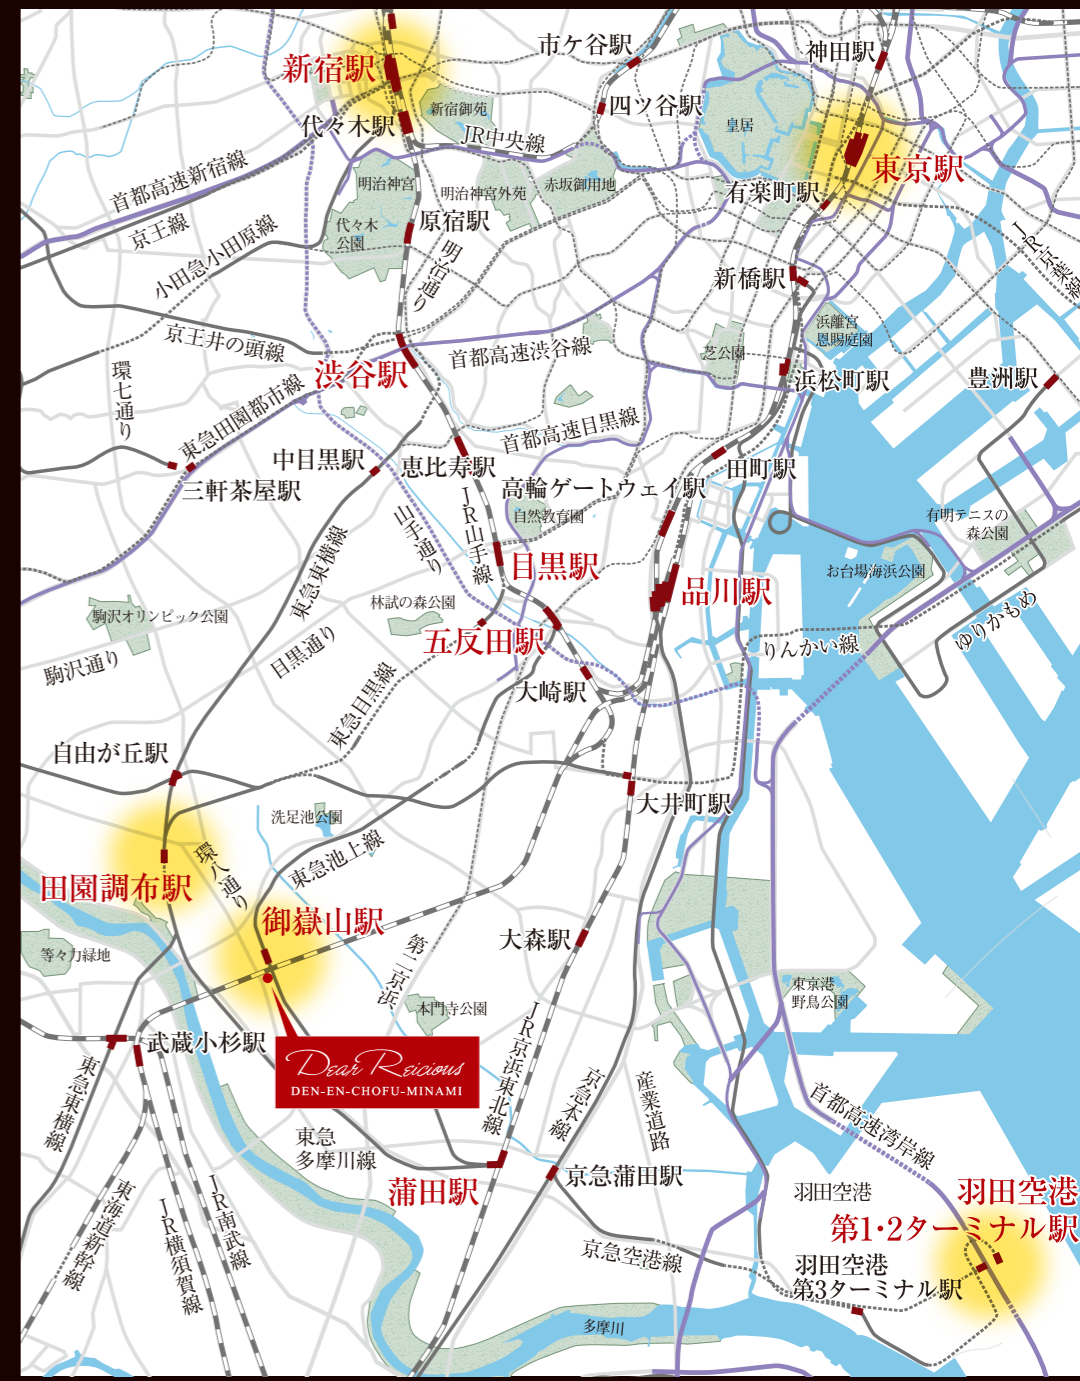 市ケ谷駅
神田駅
新宿駅
四ツ谷駅
新宿御苑
代々木駅
皇居
JR中央線
東京駅
首都高速新宿線
明治神宮
明治神宮外苑
赤坂御用地
有楽町駅
京王線
代々木
公園
原宿駅
小田急小田原線
明治通り
JR京葉線
新橋駅
浜離宮
恩賜庭園
京王井の頭線
首都高速渋谷線
芝公園
環七通り
渋谷駅
浜松町駅
豊洲駅
東急田園都市線
首都高速目黒線
中目黒駅
恵比寿駅
田町駅
三軒茶屋駅
高輪ゲートウェイ駅
JR山手線
山手通り
自然教育園
有明テニスの
森公園
東急東横線
目黒駅
お台場海浜公園
品川駅
林試の森公園
駒沢オリンピック公園
ゆりかもめ
目黒通り
五反田駅
りんかい線
駒沢通り
東急目黒線
大崎駅
自由が丘駅
大井町駅
洗足池公園
環八通り
東急池上線
田園調布駅
御嶽山駅
等々力緑地
第二京浜
大森駅
東京港
野鳥公園
本門寺公園
武蔵小杉駅
Dear Reicious
DEN-EN-CHOFU-MINAMI
JR京浜東北線
東急東横線
京急本線
産業道路
首都高速湾岸線
東急
多摩川線
蒲田駅
京急蒲田駅
羽田空港
羽田空港
第1・2ターミナル駅
東海道新幹線
JR横須賀線
JR南武線
京急空港線
羽田空港
第3ターミナル駅
多摩川